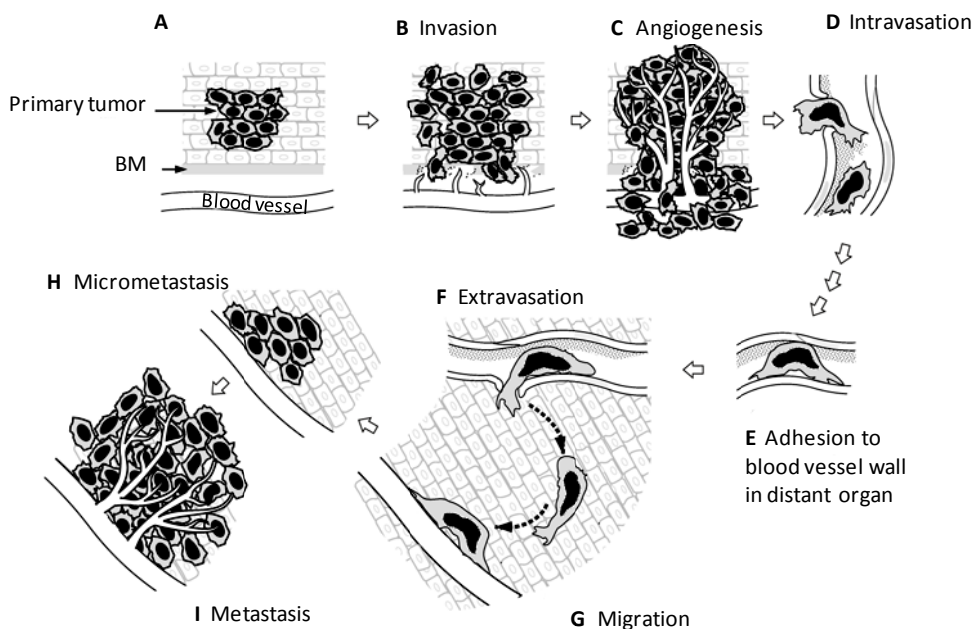 A
B Invasion
C Angiogenesis
D Intravasation
Primary tumor
BM
Blood vessel
H Micrometastasis
F Extravasation
E Adhesion to
blood vessel wall
in distant organ
I Metastasis
G Migration